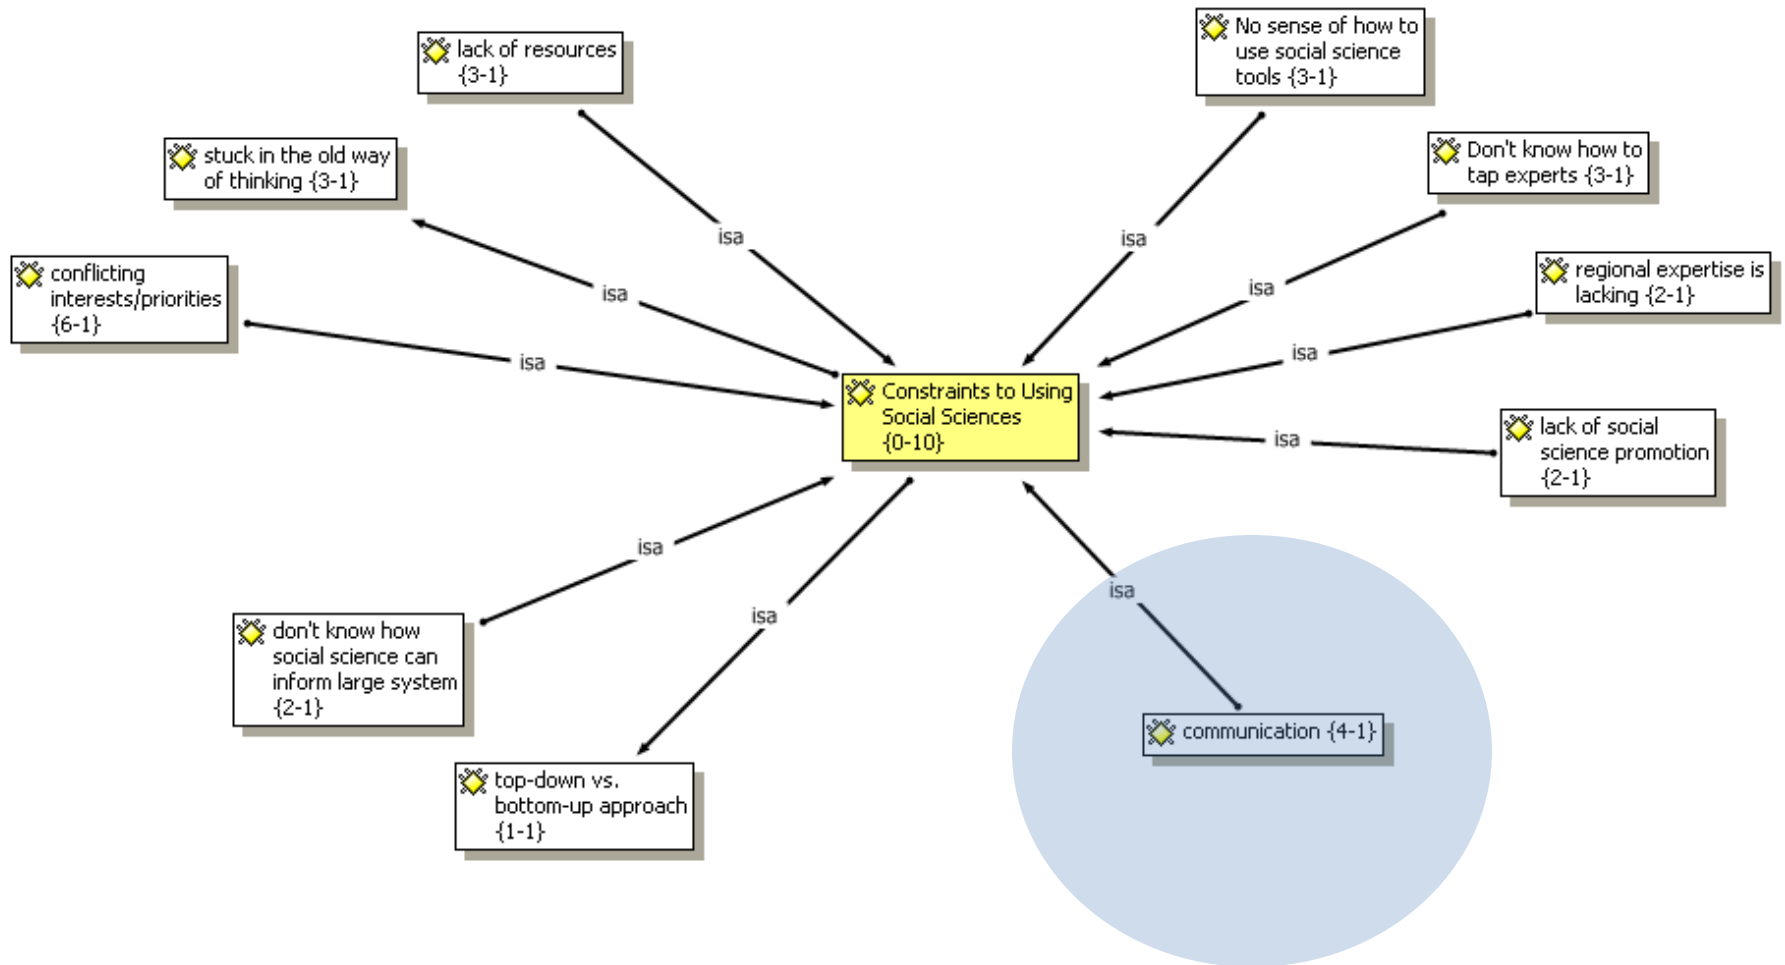 lack of resources
{3-1}
No sense of how to
use social science
tools {3-1}
stuck in the old way
of thinking {3-1}
Don't know how to
tap experts {3-1}
conflicting
interests/priorities
{6-1}
regional expertise is
lacking {2-1}
isa
isa
isa
isa
isa
isa
Constraints to Using
Social Sciences
{0-10}
lack of social
science promotion
{2-1}
isa
isa
isa
isa
don't know how
social science can
inform large system
{2-1}
communication {4-1}
top-down vs.
bottom-up approach
{1-1}